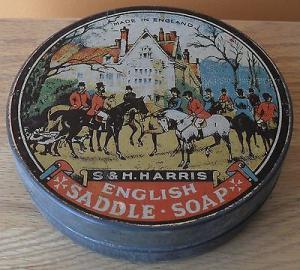 MADE IN ENGLAND
S & H. HARRIS
ENGLISH
SADDLE · SOAP